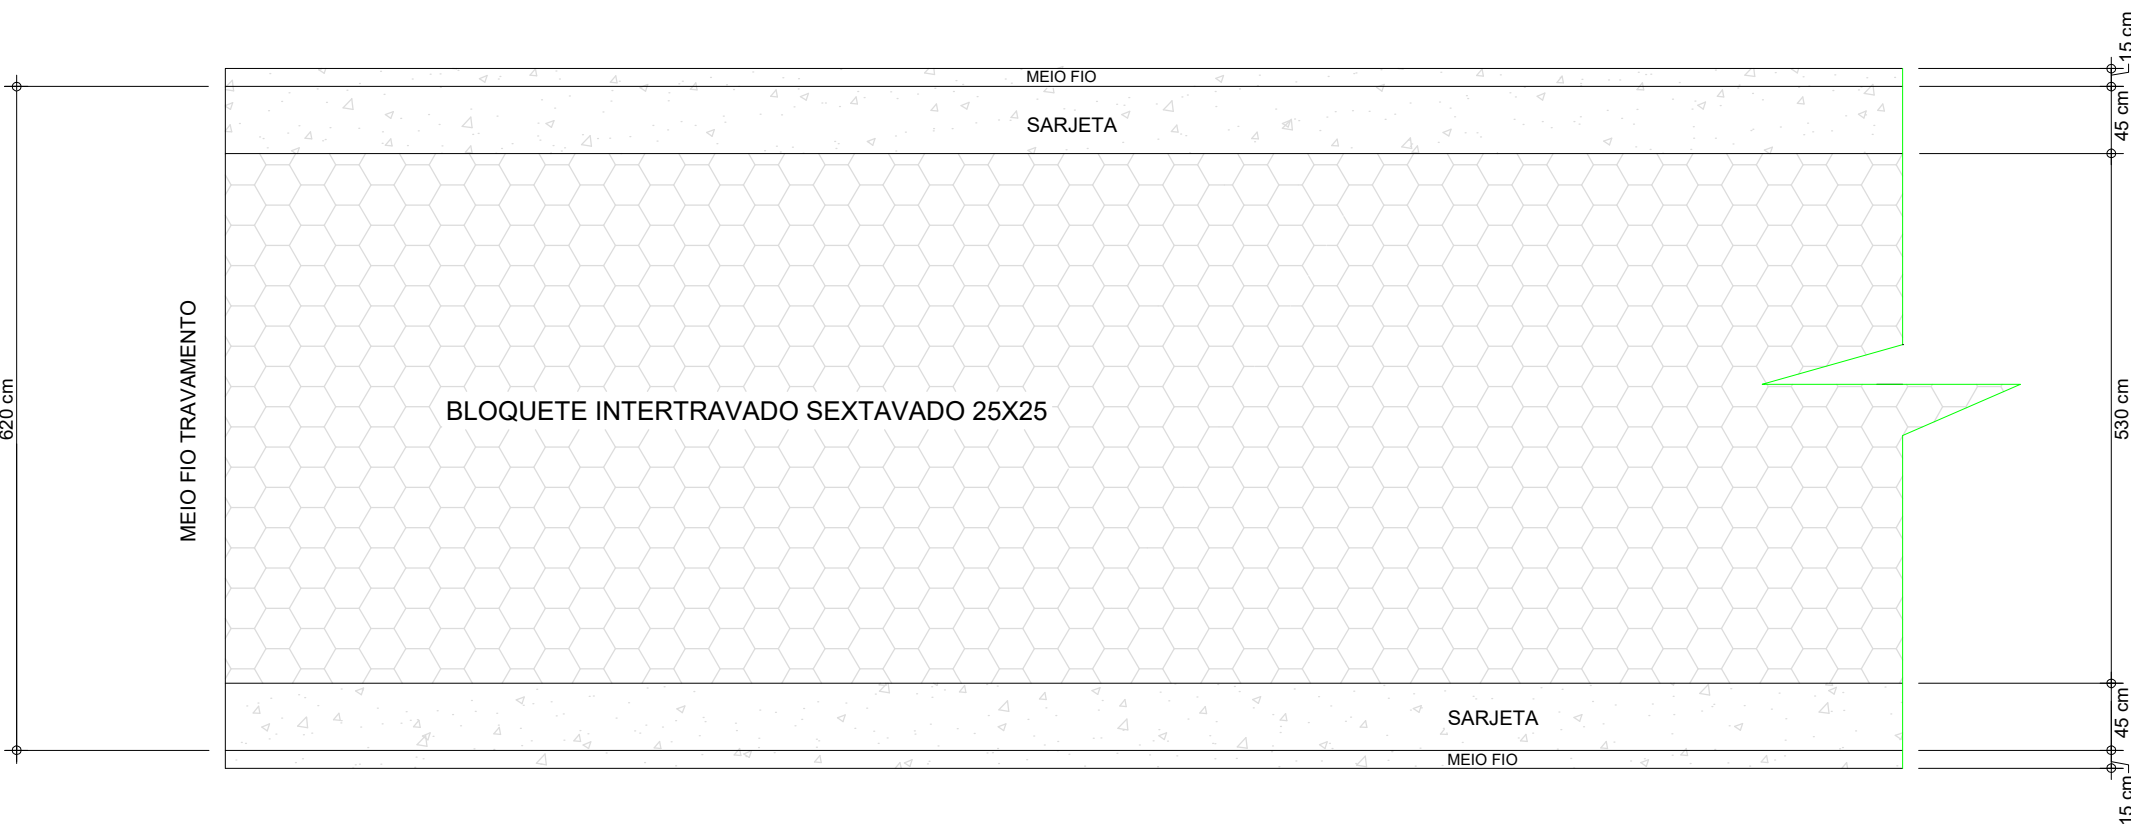 15 cm
MEIO FIO
45 cm
SARJETA
MEIO FIO TRAVAMENTO
620 cm
BLOQUETE INTERTRAVADO SEXTAVADO 25X25
530 cm
SARJETA
45 cm
MEIO FIO
15 cm